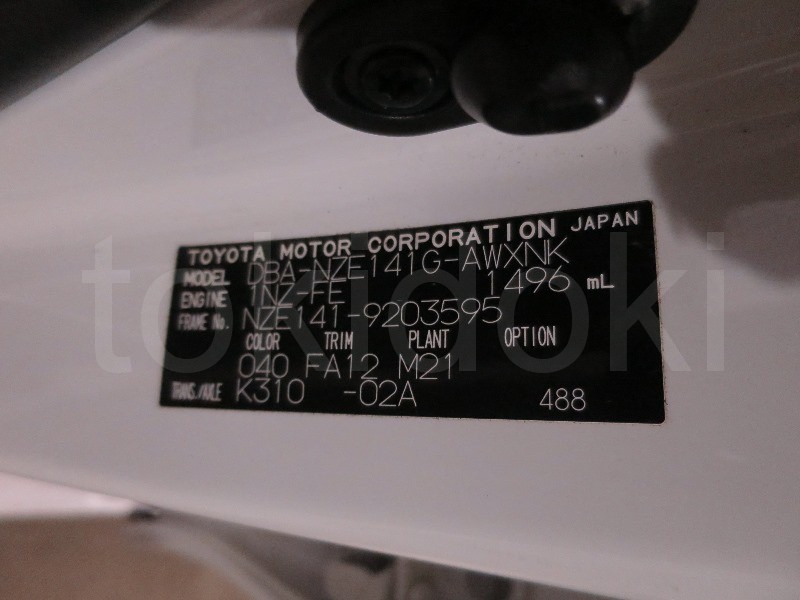 TOYOTA MOTOR CORPORATION JAPAN
MODEL DBA-NZE141G-AWXNK
ENGINE 1NZ-FE 1496 mL
FRAME No. NZE141-9203595
COLOR TRIM PLANT OPTION
040 FA12 M21
TRANS./AXLE K310 -02A 488
tokidoki